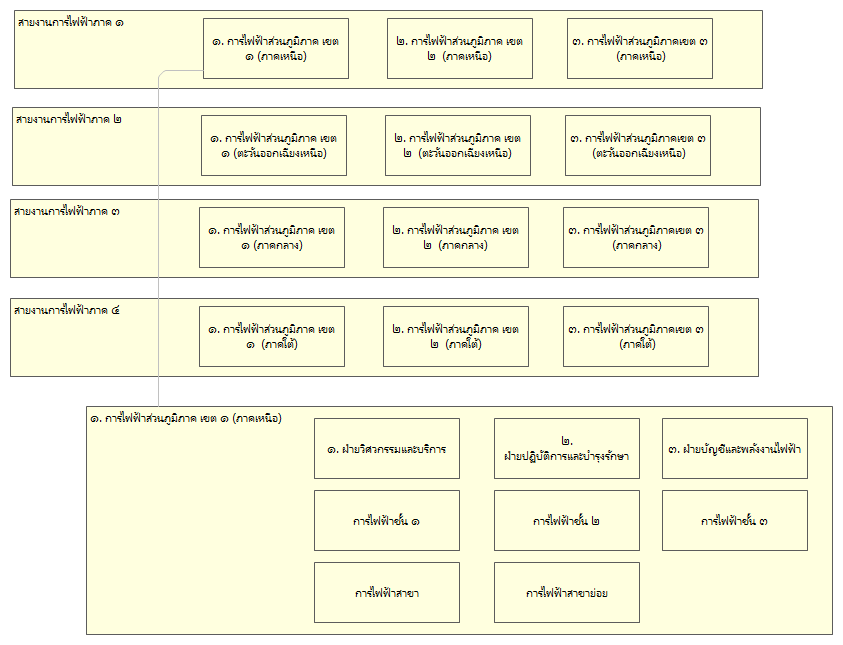 สายงานการไฟฟ้าภาค ๑
๑. การไฟฟ้าส่วนภูมิภาค เขต
๑ (ภาคเหนือ)
๒. การไฟฟ้าส่วนภูมิภาค เขต
๒ (ภาคเหนือ)
๓. การไฟฟ้าส่วนภูมิภาคเขต ๓
(ภาคเหนือ)
สายงานการไฟฟ้าภาค ๒
๑. การไฟฟ้าส่วนภูมิภาค เขต
๑ (ตะวันออกเฉียงเหนือ)
๒. การไฟฟ้าส่วนภูมิภาค เขต
๒ (ตะวันออกเฉียงเหนือ)
๓. การไฟฟ้าส่วนภูมิภาคเขต ๓
(ตะวันออกเฉียงเหนือ)
สายงานการไฟฟ้าภาค ๓
๑. การไฟฟ้าส่วนภูมิภาค เขต
๑ (ภาคกลาง)
๒. การไฟฟ้าส่วนภูมิภาค เขต
๒ (ภาคกลาง)
๓. การไฟฟ้าส่วนภูมิภาคเขต ๓
(ภาคกลาง)
สายงานการไฟฟ้าภาค ๔
๑. การไฟฟ้าส่วนภูมิภาค เขต
๑ (ภาคใต้)
๒. การไฟฟ้าส่วนภูมิภาค เขต
๒ (ภาคใต้)
๓. การไฟฟ้าส่วนภูมิภาคเขต ๓
(ภาคใต้)
๑. การไฟฟ้าส่วนภูมิภาค เขต ๑ (ภาคเหนือ)
๑. ฝ่ายวิศวกรรมและบริการ
๒.
ฝ่ายปฏิบัติการและบำรุงรักษา
๓. ฝ่ายบัญชีและพลังงานไฟฟ้า
การไฟฟ้าชั้น ๑
การไฟฟ้าชั้น ๒
การไฟฟ้าชั้น ๓
การไฟฟ้าสาขา
การไฟฟ้าสาขาย่อย